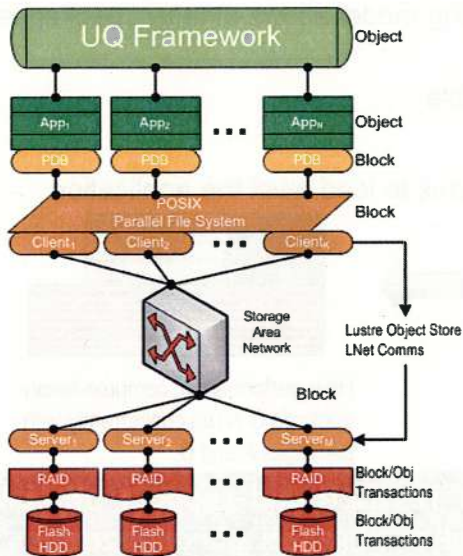 UQ Framework
Object
App₁ App₂ Appₙ
Object
PDB PDB PDB
Block
POSIX
Parallel File System
Block
Client₁ Client₂ Clientₖ
Storage
Area
Network
Lustre Object Store
LNet Comms
Block
Server₁ Server₂ Serverₘ
RAID RAID RAID
Block/Obj
Transactions
Flash Flash Flash
HDD HDD HDD
Block/Obj
Transactions